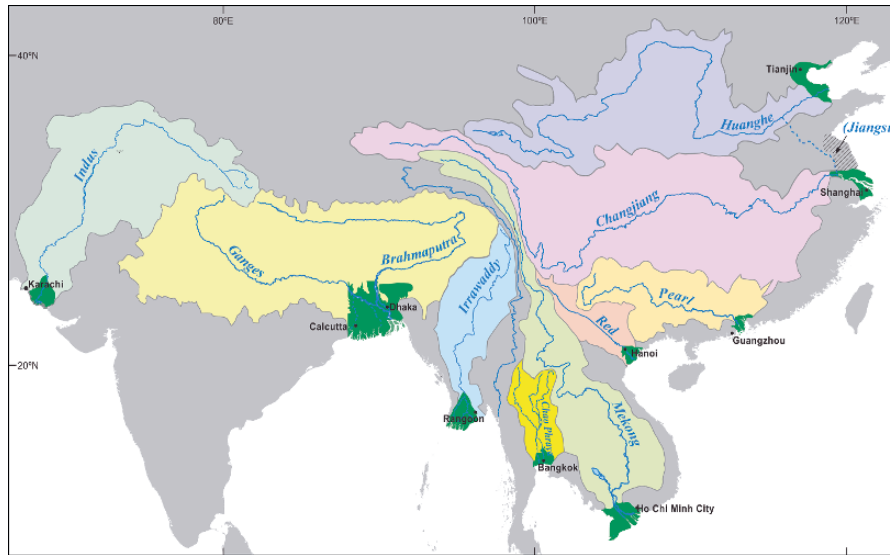 80°E
100°E
120°E
40°N
Tianjin
Huanghe
(Jiangsu
Indus
Changjiang
Shanghai
Ganges
Brahmaputra
Karachi
Irrawaddy
Pearl
Dhaka
Calcutta
Red
Guangzhou
Hanoi
20°N
Mekong
Rangoon
Chao Phray
Bangkok
Ho Chi Minh City